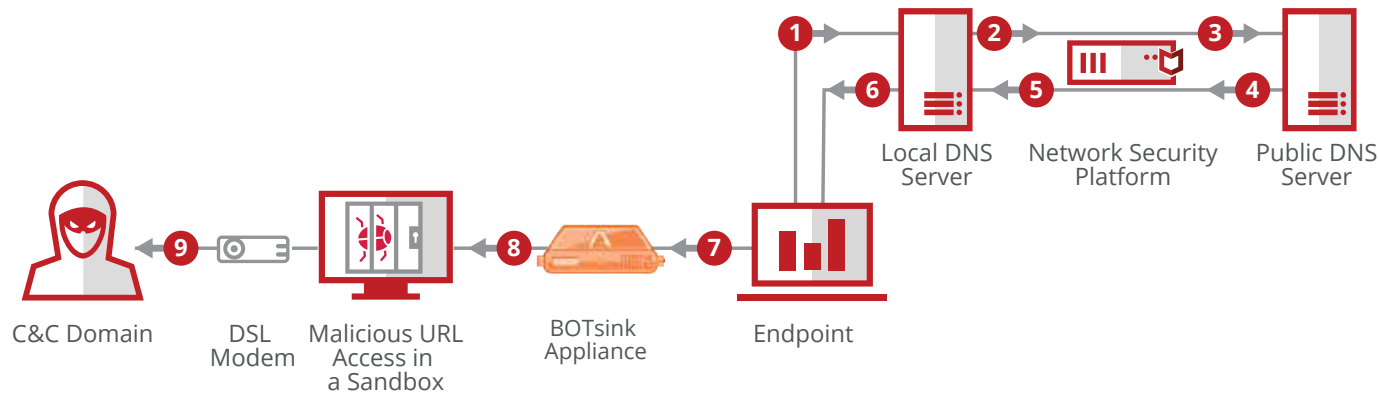 1
2
3
6
5
4
Local DNS
Server
Network Security
Platform
Public DNS
Server
9
8
7
C&C Domain
DSL
Modem
Malicious URL
Access in
a Sandbox
BOTsink
Appliance
Endpoint